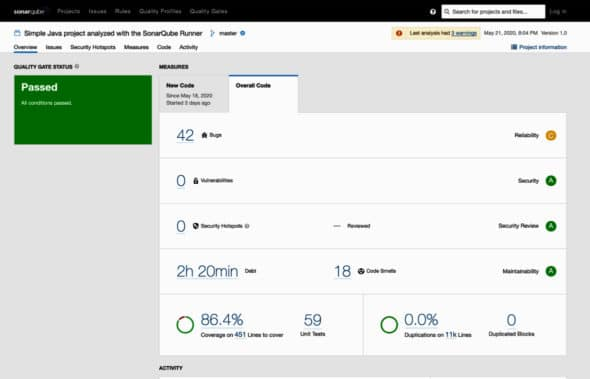 sonarqube Projects Issues Rules Quality Profiles Quality Gates Search for projects and files... Log in
Simple Java project analyzed with the SonarQube Runner master Last analysis had 2 warnings May 21, 2020, 8:04 PM Version 1.0
Overview Issues Security Hotspots Measures Code Activity Project information
QUALITY GATE STATUS MEASURES
Passed
All conditions passed.
New Code
Since May 18, 2020
Started 3 days ago
Overall Code
42 Bugs Reliability C
0 Vulnerabilities Security A
0 Security Hotspots — Reviewed Security Review A
2h 20min Debt 18 Code Smells Maintainability A
86.4% 59 0.0% 0
Coverage on 451 Lines to cover Unit Tests Duplications on 11k Lines Duplicated Blocks
ACTIVITY